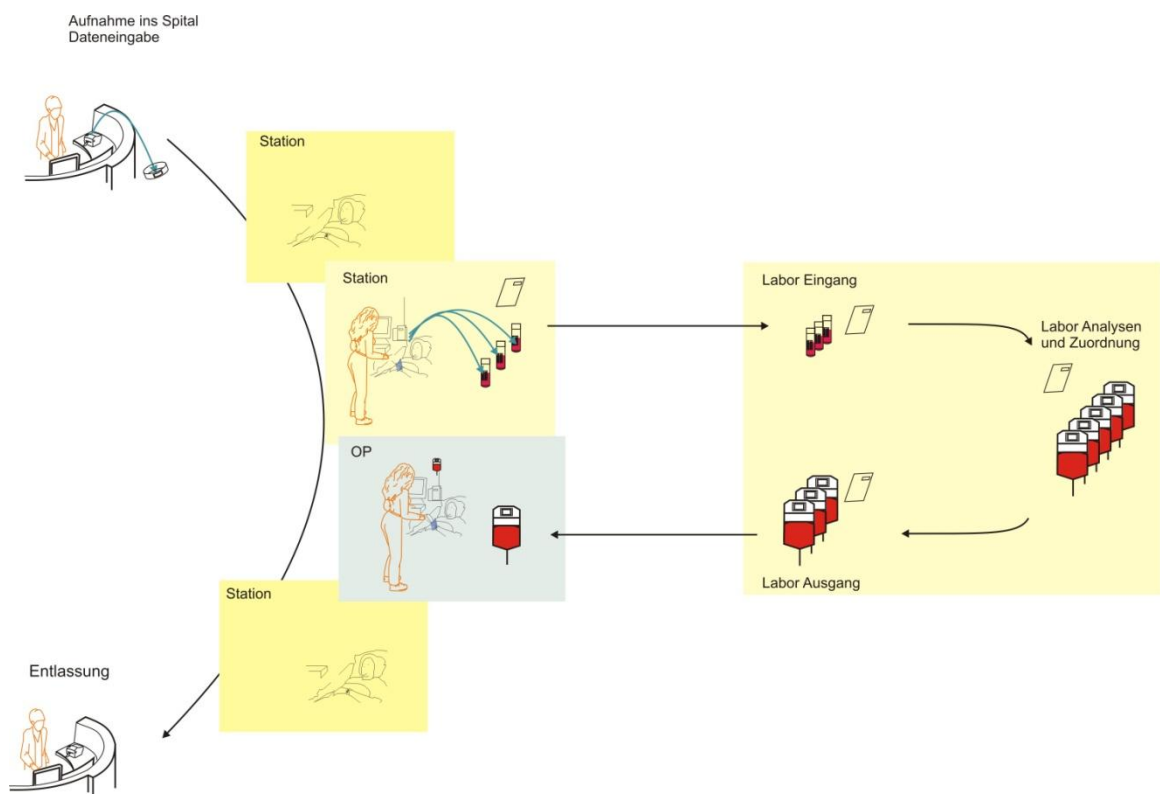 Aufnahme ins Spital
Dateneingabe
Station
Station
Labor Eingang
Labor Analysen
und Zuordnung
OP
Labor Ausgang
Station
Entlassung